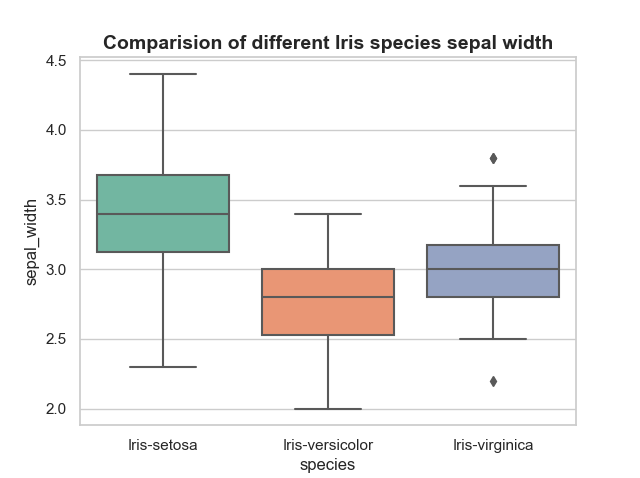 Comparision of different Iris species sepal width
4.5
4.0
3.5
3.0
2.5
2.0
sepal_width
Iris-setosa Iris-versicolor Iris-virginica
species